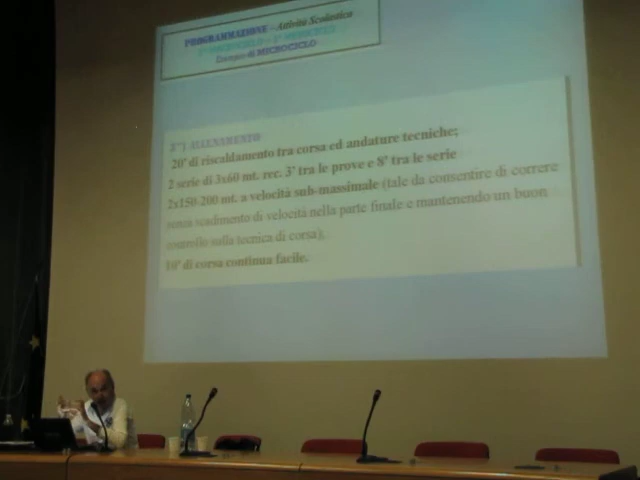 PROGRAMMAZIONE – Attività Scolastica
Esempio di MICROCICLO
ALLENAMENTO
20' di riscaldamento tra corsa ed andature tecniche;
2 serie di 3x60 mt. rec. 3' tra le prove e 8' tra le serie
2x150-200 mt. a velocità sub-massimale (tale da consentire di correre
senza scadimento di velocità nella parte finale e mantenendo un buon
controllo sulla tecnica di corsa).
10' di corsa continua facile.